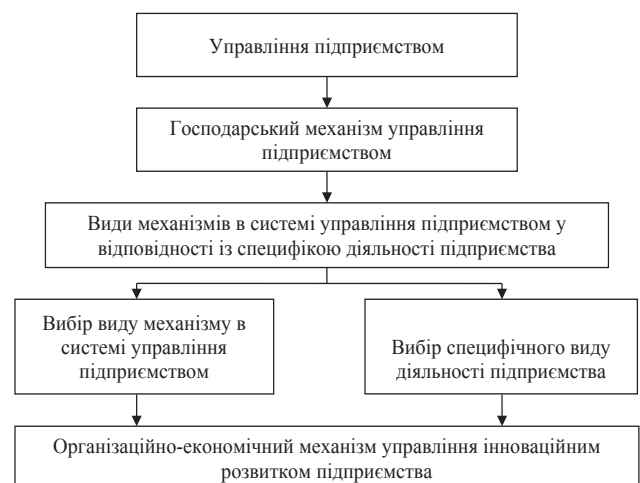 Управління підприємством
Господарський механізм управління
підприємством
Види механізмів в системі управління підприємством у
відповідності із специфікою діяльності підприємства
Вибір виду механізму в
системі управління
підприємством
Вибір специфічного виду
діяльності підприємства
Організаційно-економічний механізм управління інноваційним
розвитком підприємства